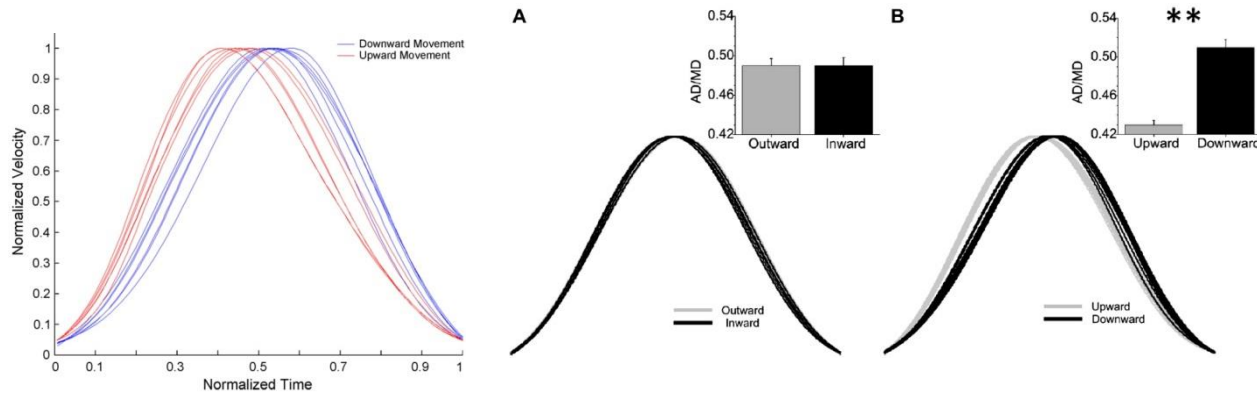 Downward Movement
Upward Movement
1
0.9
0.8
0.7
0.6
0.5
0.4
0.3
0.2
0.1
0
Normalized Velocity
0
0.1
0.3
0.5
0.7
0.9
1
Normalized Time
A
0.54
0.50
0.46
0.42
AD/MD
Outward Inward
Outward
Inward
B
**
0.54
0.50
0.46
0.42
AD/MD
Upward Downward
Upward
Downward